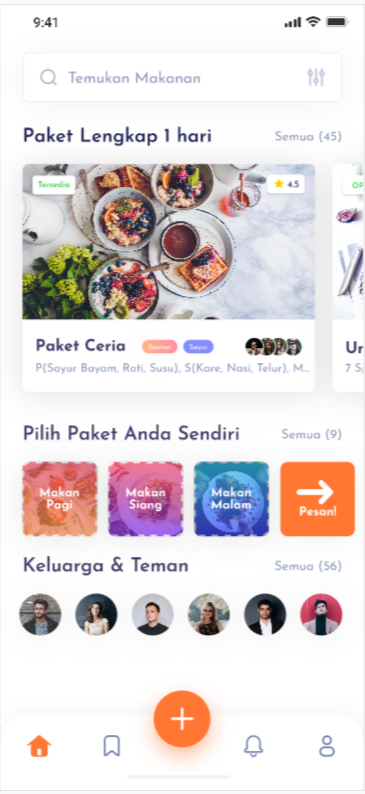 9:41
Temukan Makanan
Paket Lengkap 1 hari
Semua (45)
Tersedia
4.5
OP
Paket Ceria
Sayur
Ur
P(Sayur Bayam, Roti, Susu), S(Kare, Nasi, Telur), M...
7 S
Pilih Paket Anda Sendiri
Semua (9)
Makan
Pagi
Makan
Siang
Makan
Malam
Pesan!
Keluarga & Teman
Semua (56)